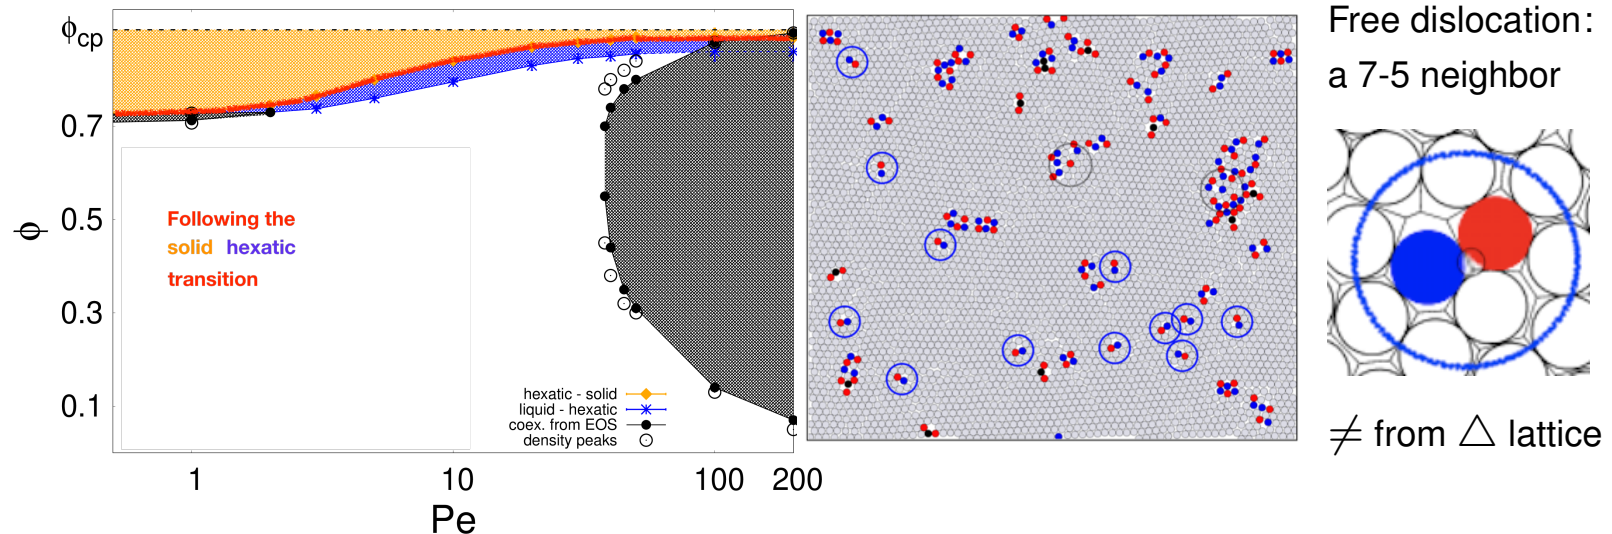 ϕcp
0.7
0.5
0.3
0.1
ϕ
1
10
100
200
Pe
Following the
solid hexatic
transition
hexatic - solid
liquid - hexatic
coex. from EOS
density peaks
Free dislocation:
a 7-5 neighbor
≠ from △ lattice